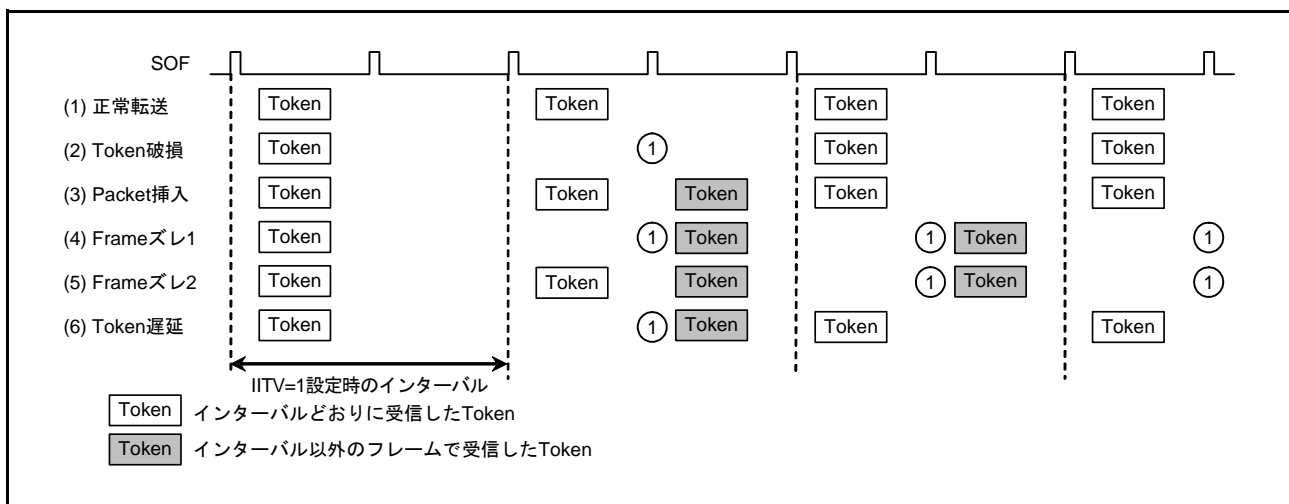 SOF
(1) 正常転送 Token Token Token Token
(2) Token破損 Token 1 Token Token
(3) Packet挿入 Token Token Token Token Token
(4) Frameズレ1 Token 1 Token 1 Token 1
(5) Frameズレ2 Token Token Token 1 Token 1
(6) Token遅延 Token 1 Token Token Token
IITV=1設定時のインターバル
Token インターバルどおりに受信したToken
Token インターバル以外のフレームで受信したToken